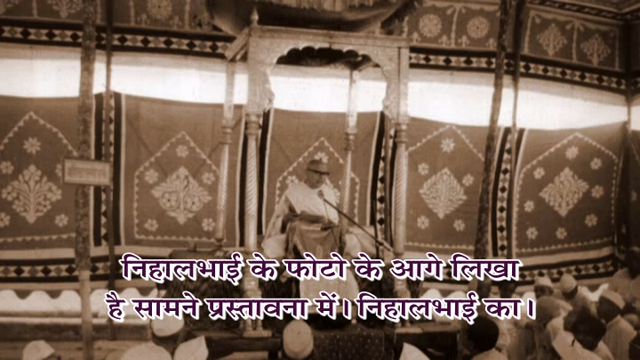 निहालभाई के फोटो के आगे लिखा
है सामने प्रस्तावना में। निहालभाई का।